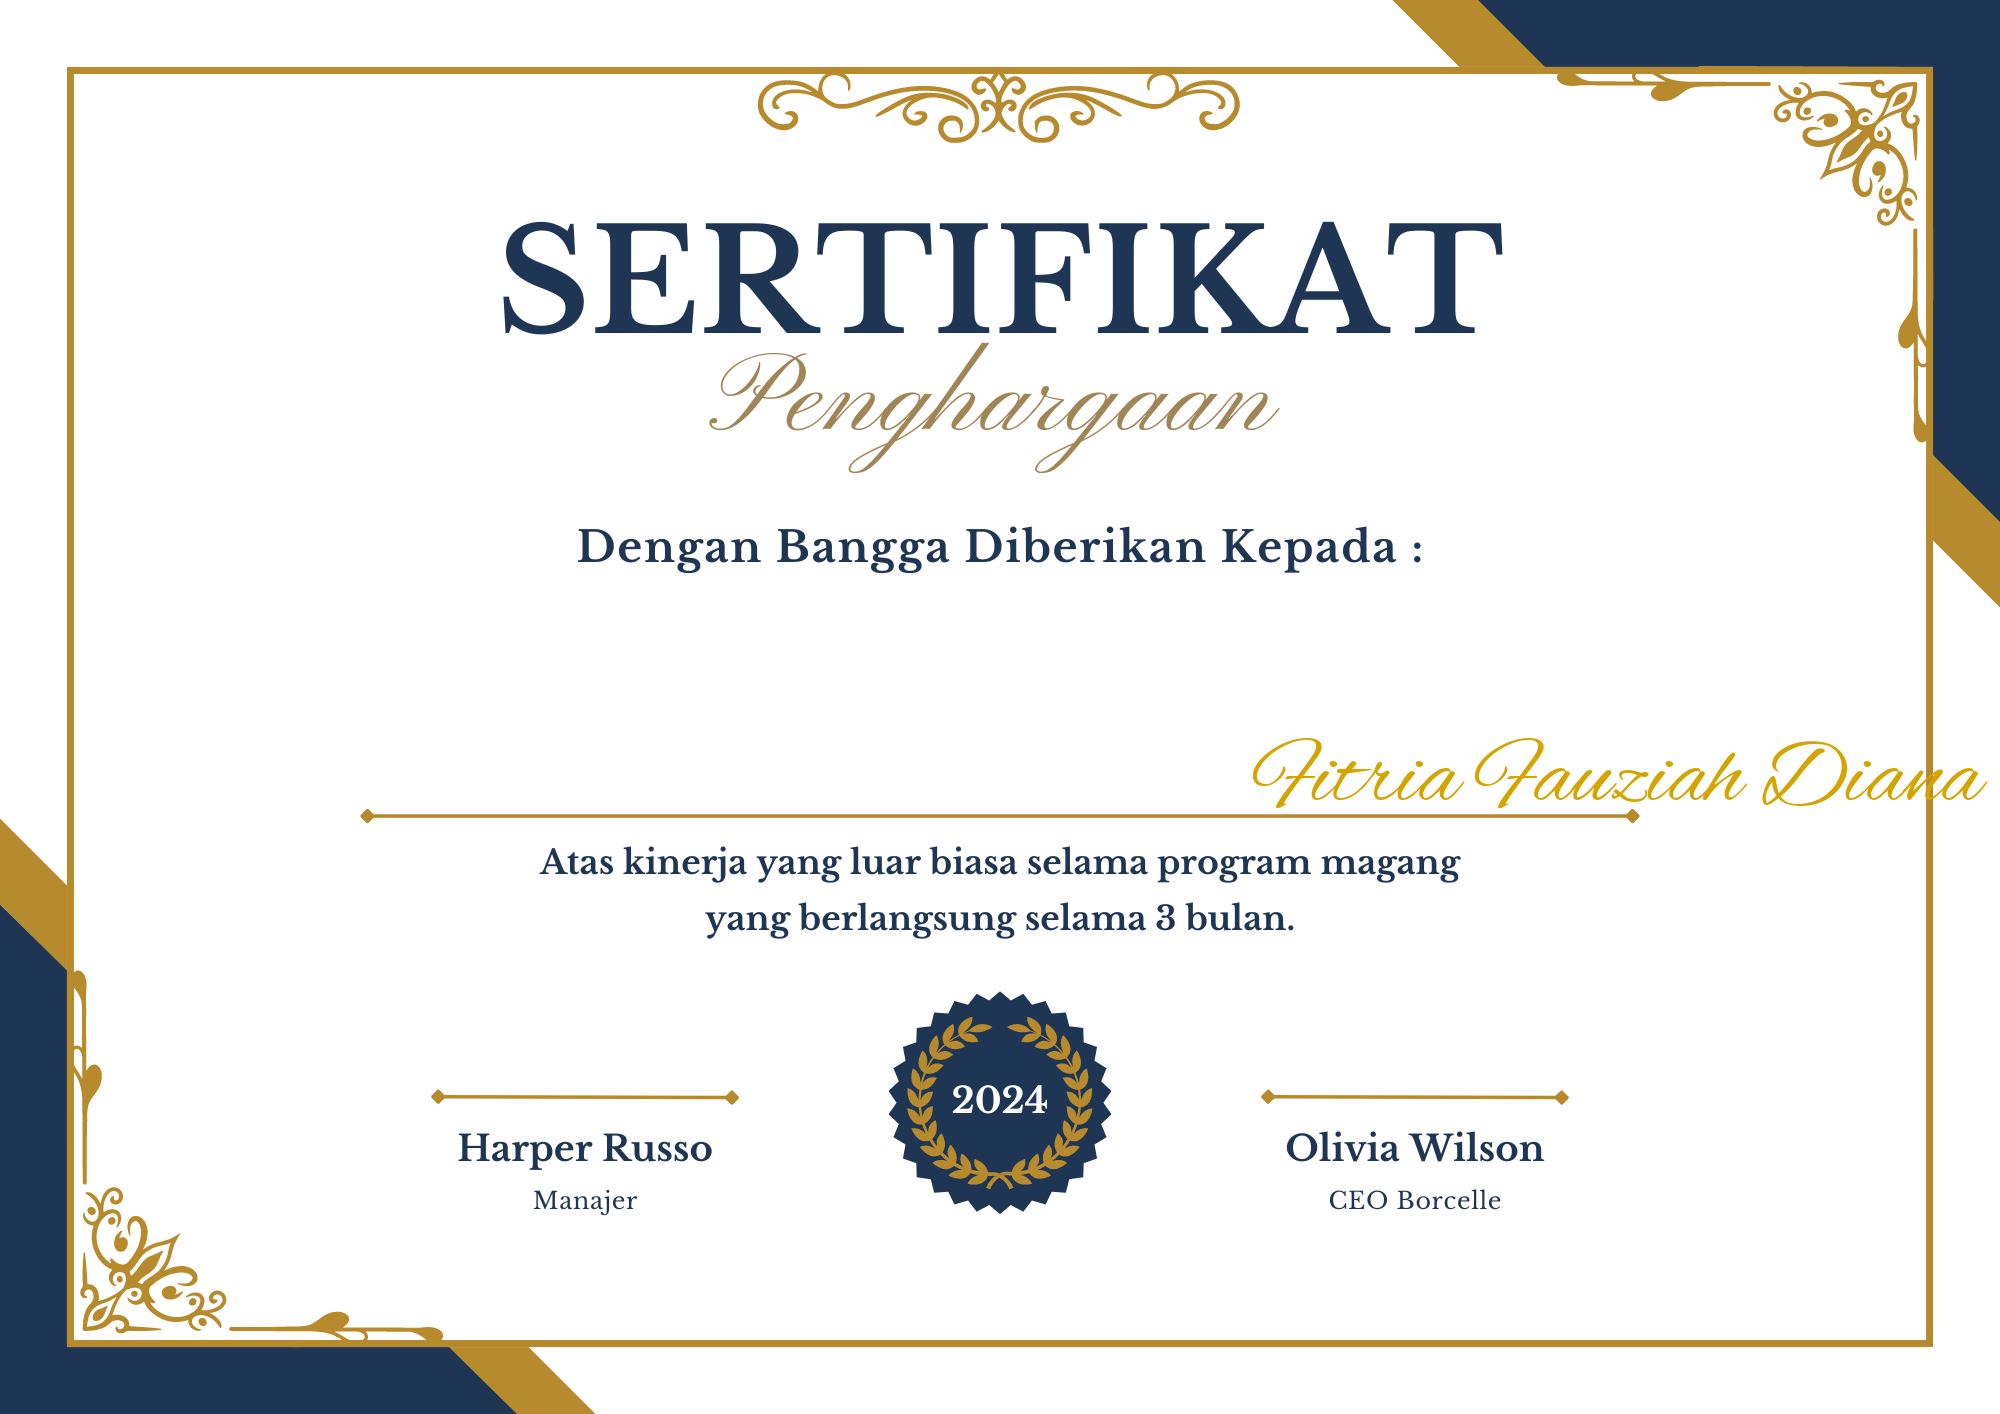 SERTIFIKAT
Penghargaan
Dengan Bangga Diberikan Kepada :
Fitria Fauziah Diana
Atas kinerja yang luar biasa selama program magang
yang berlangsung selama 3 bulan.
2024
Harper Russo
Manajer
Olivia Wilson
CEO Borcelle